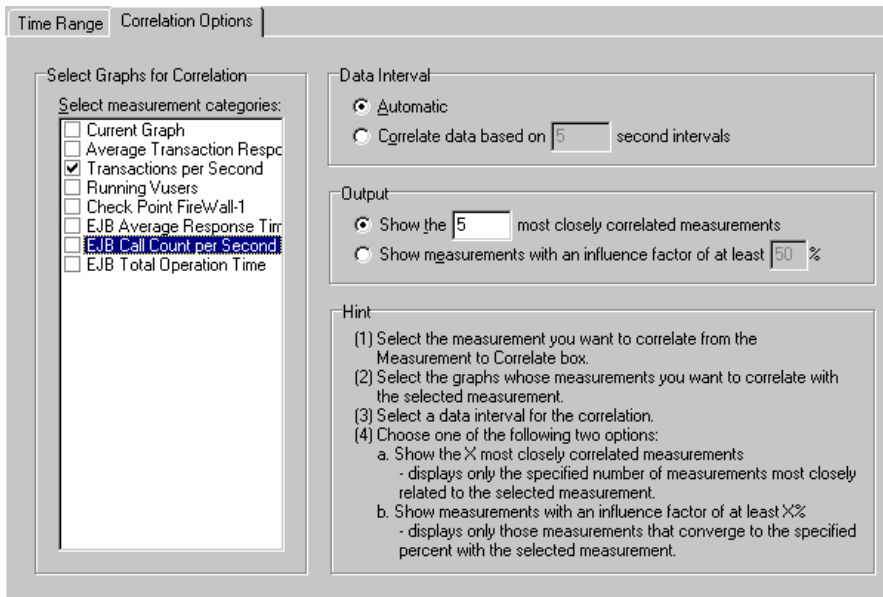 Time Range
Correlation Options
Select Graphs for Correlation
Select measurement categories:
Current Graph
Average Transaction Respo
Transactions per Second
Running Vusers
Check Point FireWall-1
EJB Average Response Tim
EJB Call Count per Second
EJB Total Operation Time
Data Interval
Automatic
Correlate data based on 5 second intervals
Output
Show the 5 most closely correlated measurements
Show measurements with an influence factor of at least 50 %
Hint
(1) Select the measurement you want to correlate from the
Measurement to Correlate box.
(2) Select the graphs whose measurements you want to correlate with
the selected measurement.
(3) Select a data interval for the correlation.
(4) Choose one of the following two options:
a. Show the X most closely correlated measurements
- displays only the specified number of measurements most closely
related to the selected measurement.
b. Show measurements with an influence factor of at least X%
- displays only those measurements that converge to the specified
percent with the selected measurement.